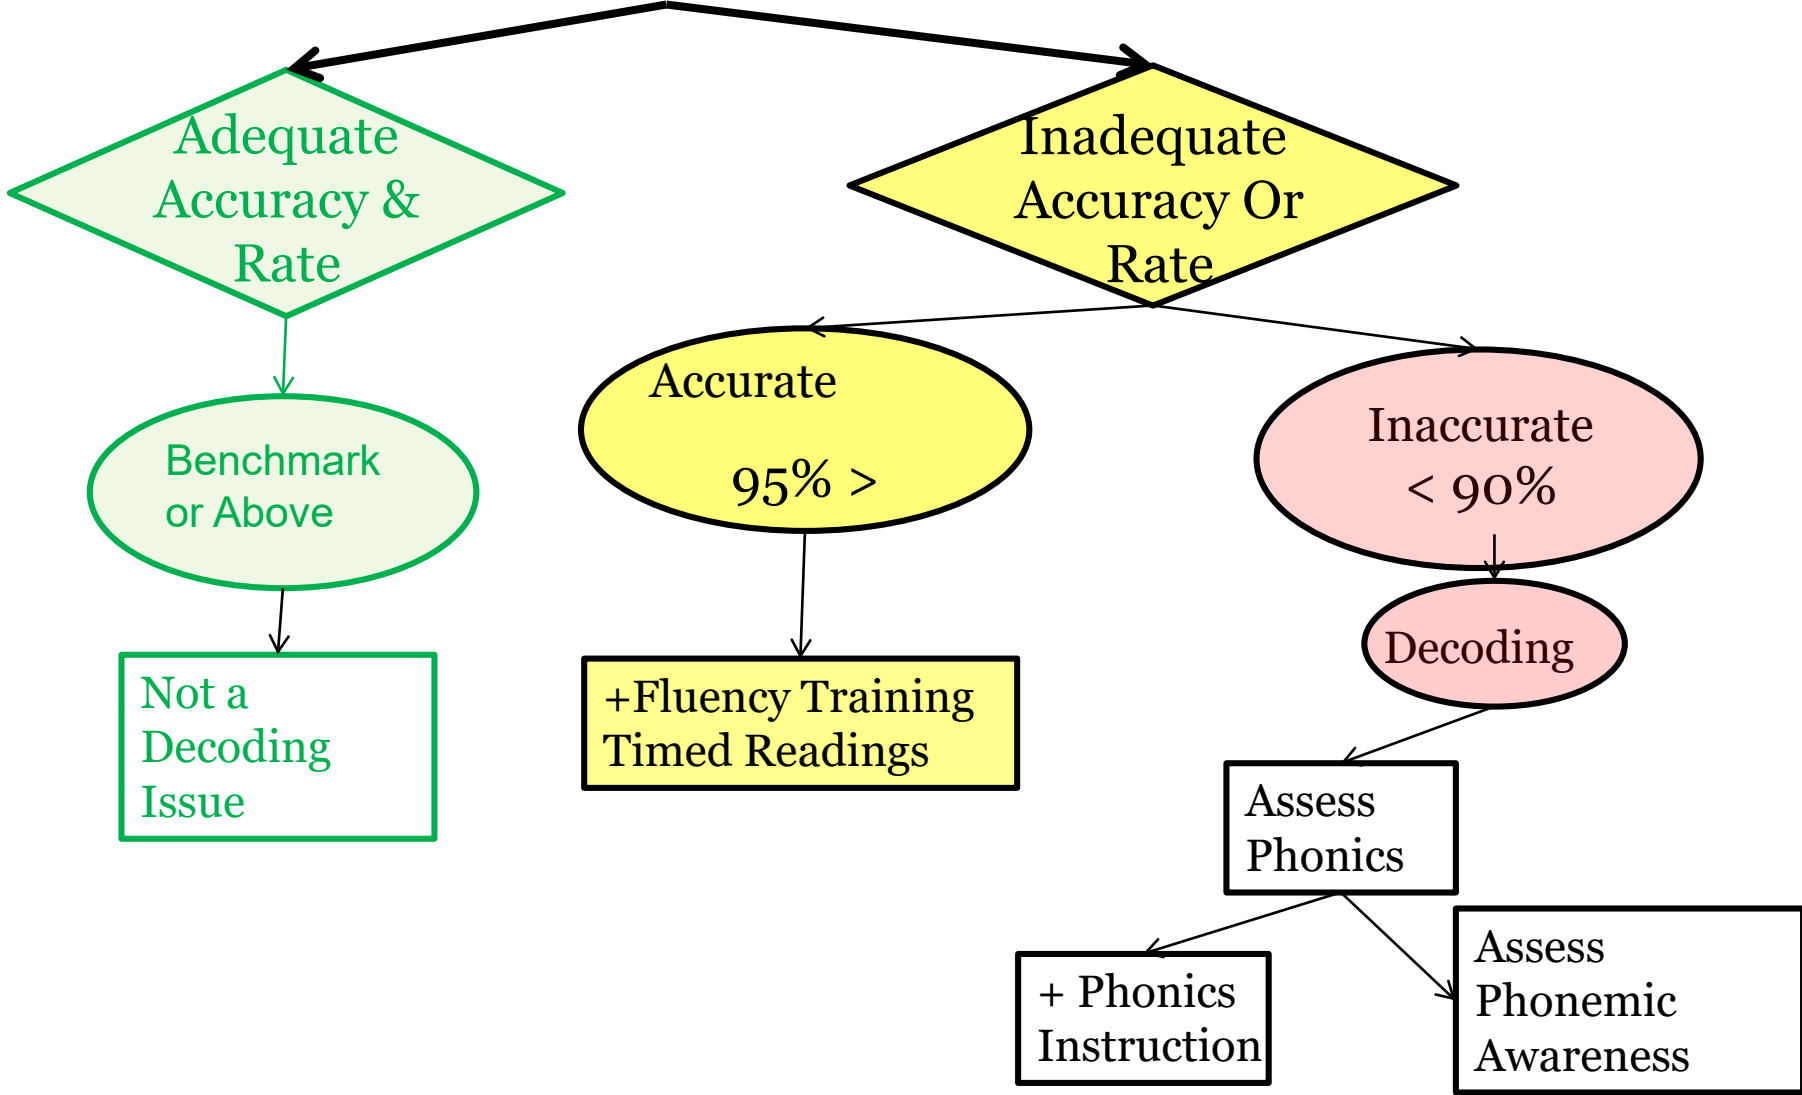 Adequate
Accuracy &
Rate
Inadequate
Accuracy Or
Rate
Benchmark
or Above
Accurate
95% >
Inaccurate
< 90%
Decoding
Not a
Decoding
Issue
+Fluency Training
Timed Readings
Assess
Phonics
+ Phonics
Instruction
Assess
Phonemic
Awareness